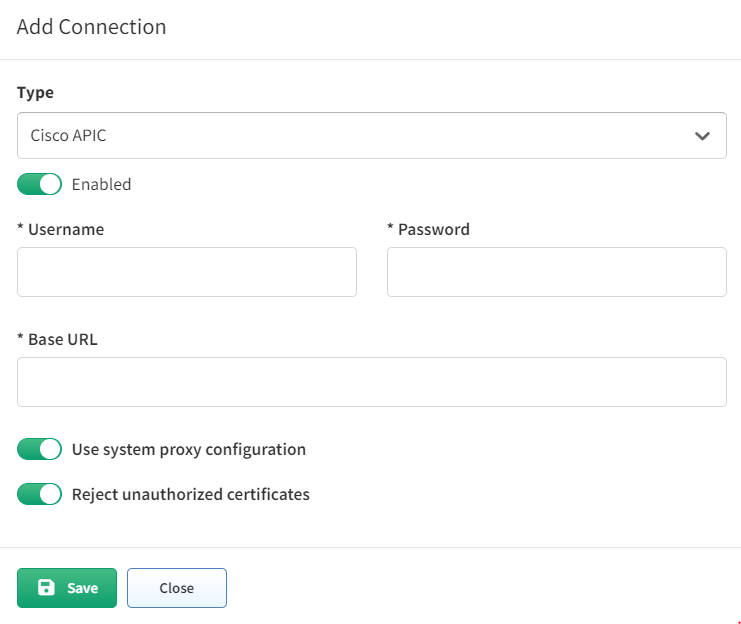 Add Connection
Type
Cisco APIC
Enabled
* Username
* Password
* Base URL
Use system proxy configuration
Reject unauthorized certificates
Save
Close